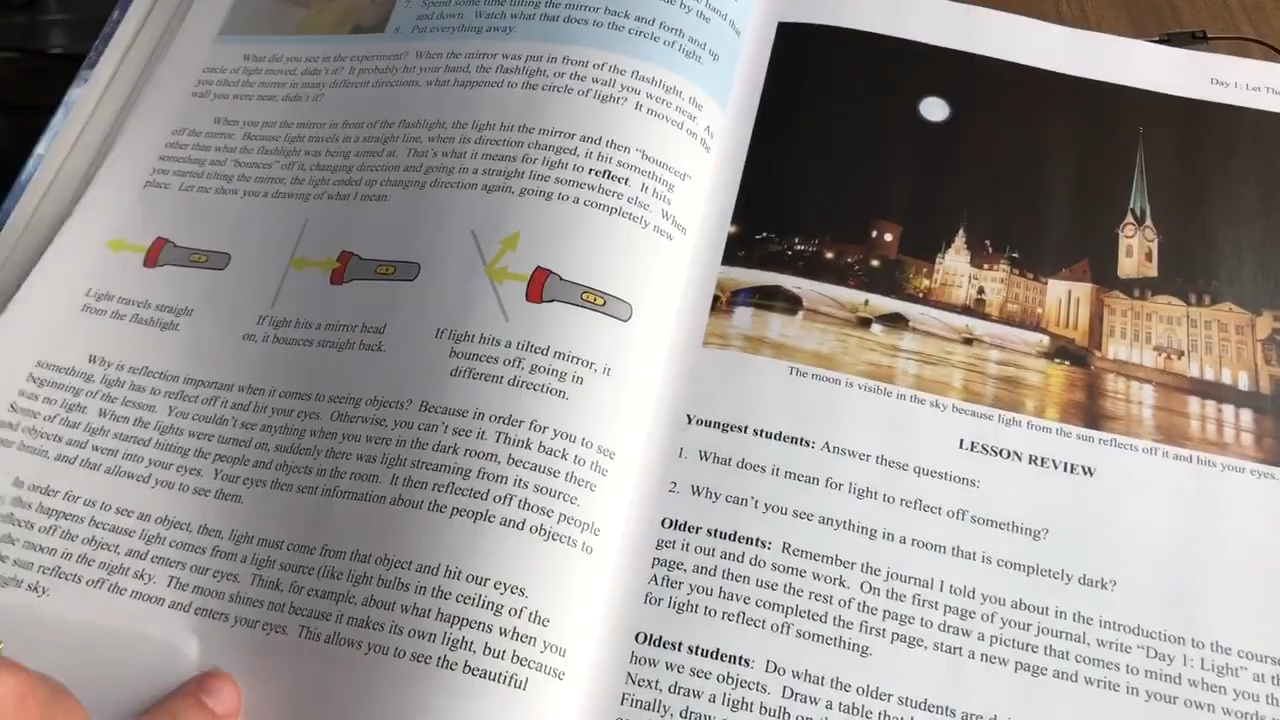 7. Spend some time tilting the mirror back and forth and up
and down. Watch what that does to the circle of light.
8. Put everything away.
What did you see in the experiment? When the mirror was put in front of the flashlight, the
circle of light moved, didn't it? It probably hit your hand, the flashlight, or the wall you were near. As
you tilted the mirror in many different directions, what happened to the circle of light? It moved on the
wall you were near, didn't it?
When you put the mirror in front of the flashlight, the light hit the mirror and then "bounced"
off the mirror. Because light travels in a straight line, when its direction changed, it hit something
other than what the flashlight was being aimed at. That's what it means for light to reflect. It hits
something and "bounces" off it, changing direction and going in a straight line somewhere else. When
you started tilting the mirror, the light ended up changing direction again, going to a completely new
place. Let me show you a drawing of what I mean:
Light travels straight
from the flashlight.
If light hits a mirror head
on, it bounces straight back.
If light hits a tilted mirror, it
bounces off, going in
different direction.
Why is reflection important when it comes to seeing objects? Because in order for you to see
something, light has to reflect off it and hit your eyes. Otherwise, you can't see it. Think back to the
beginning of the lesson. You couldn't see anything when you were in the dark room, because there
was no light. When the lights were turned on, suddenly there was light streaming from its source.
Some of that light started hitting the people and objects in the room. It then reflected off those people
and objects and went into your eyes. Your eyes then sent information about the people and objects to
your brain, and that allowed you to see them.
In order for us to see an object, then, light must come from that object and hit our eyes.
this happens because light comes from a light source (like light bulbs in the ceiling of the
reflects off the object, and enters our eyes. Think, for example, about what happens when you
the moon in the night sky. The moon shines not because it makes its own light, but because
sun reflects off the moon and enters your eyes. This allows you to see the beautiful
sky.
Day 1: Let
The moon is visible in the sky because light from the sun reflects off it and hits your eyes.
LESSON REVIEW
Youngest students: Answer these questions:
1. What does it mean for light to reflect off something?
2. Why can't you see anything in a room that is completely dark?
Older students: Remember the journal I told you about in the introduction to the course
get it out and do some work. On the first page of your journal, write "Day 1: Light" at
page, and then use the rest of the page to draw a picture that comes to mind when you
After you have completed the first page, start a new page and write in your own words
for light to reflect off something.
Oldest students: Do what the older students are
how we see objects. Draw a table
Next, draw a light bulb
Finally, draw